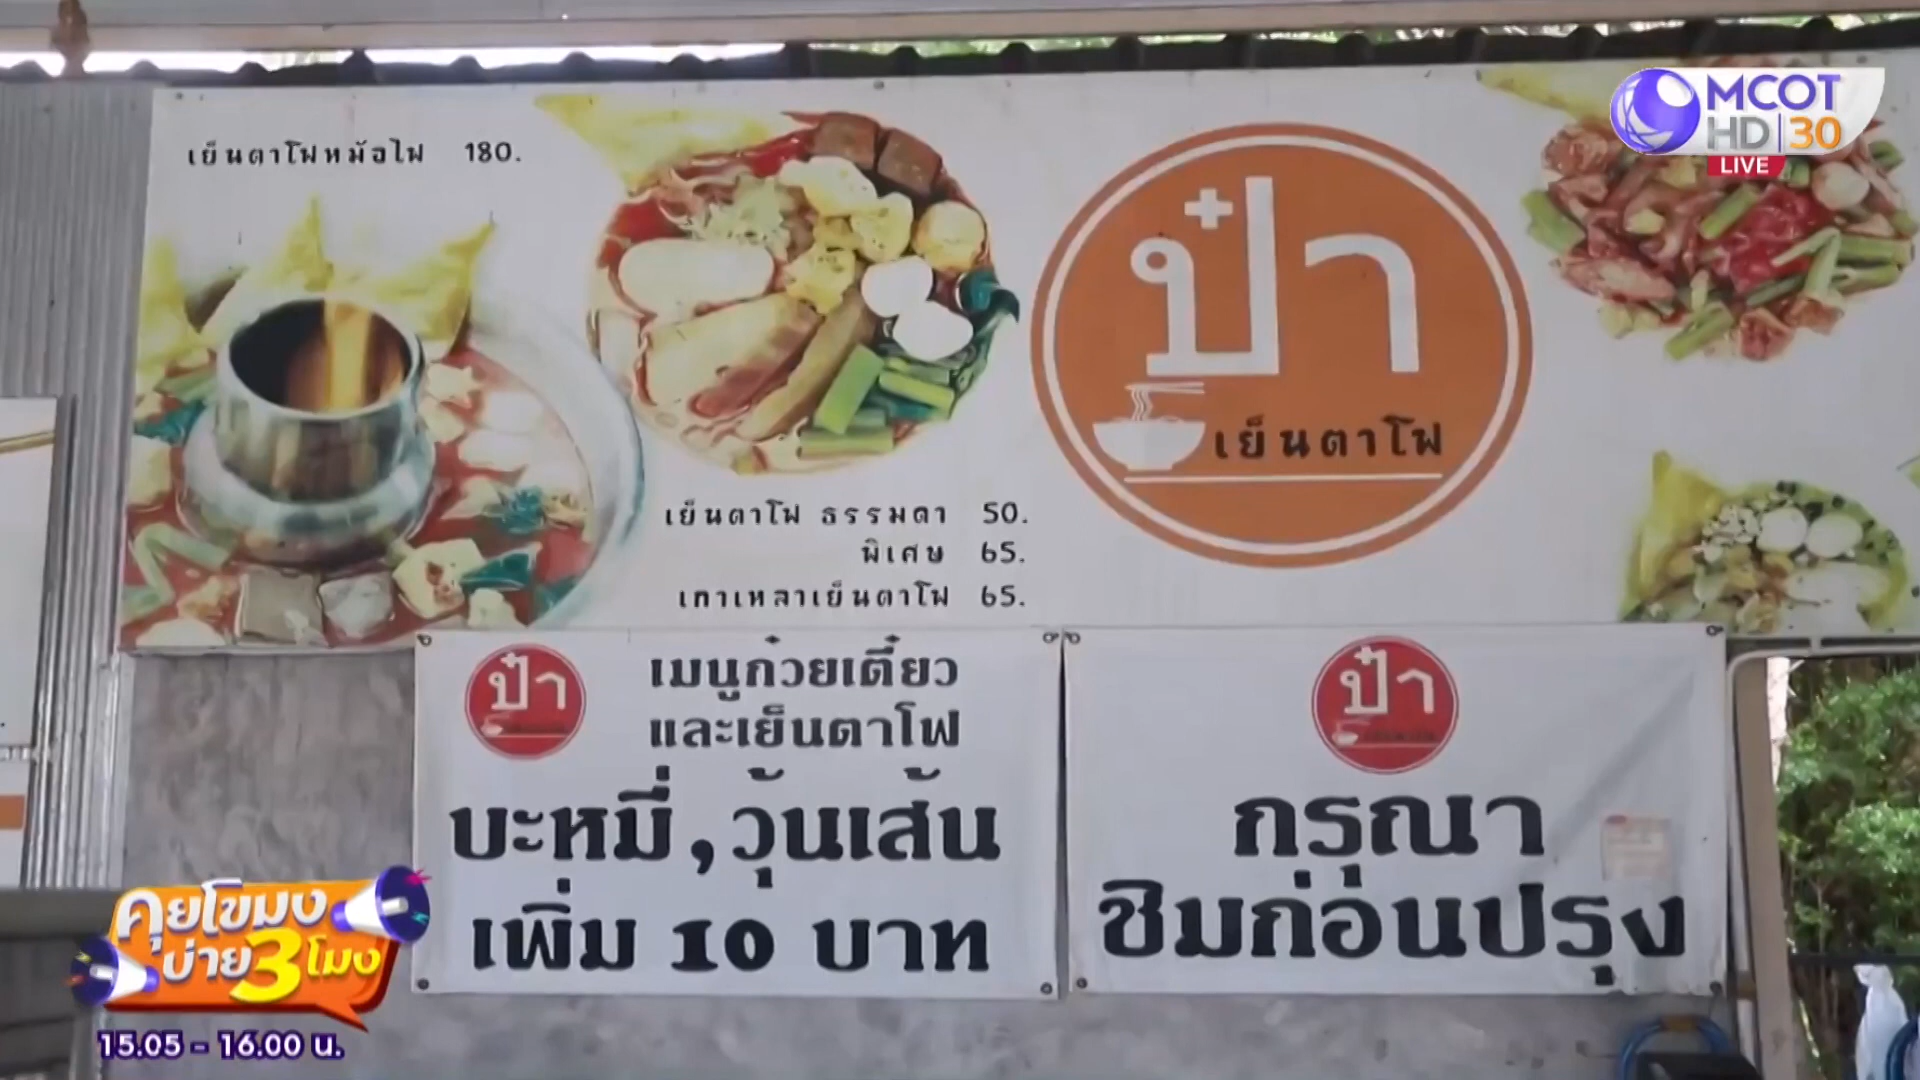 MCOT
HD 30
LIVE
เย็นตาโฟหม้อไฟ 180.
ป๋า
เย็นตาโฟ
เย็นตาโฟ ธรรมดา 50.
พิเศษ 65.
เกาเหลาเย็นตาโฟ 65.
ป๋า
เมนูก๋วยเตี๋ยว
และเย็นตาโฟ
บะหมี่,วุ้นเส้น
เพิ่ม 10 บาท
ป๋า
กรุณา
ชิมก่อนปรุง
คุยโขมง
บ่าย 3 โมง
15.05 - 16.00 น.